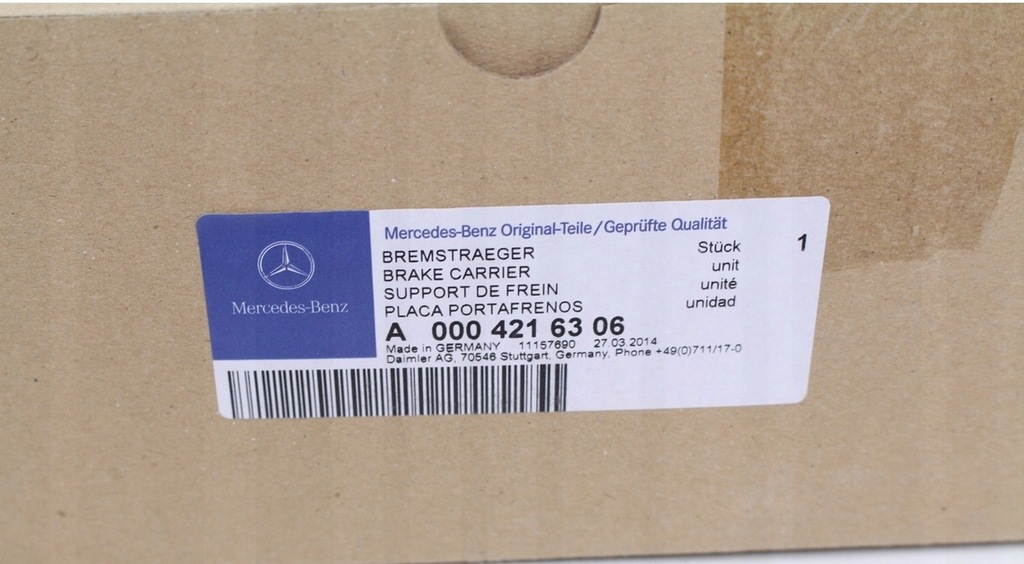 Mercedes-Benz
Mercedes-Benz Original-Teile/Geprüfte Qualität
BREMSTRAEGER
BRAKE CARRIER
SUPPORT DE FREIN
PLACA PORTAFRENOS
Stück 1
unit
unité
unidad
A 000 421 63 06
Made in GERMANY 11157690 27.03.2014
Daimler AG, 70546 Stuttgart, Germany, Phone +49(0)711/17-0